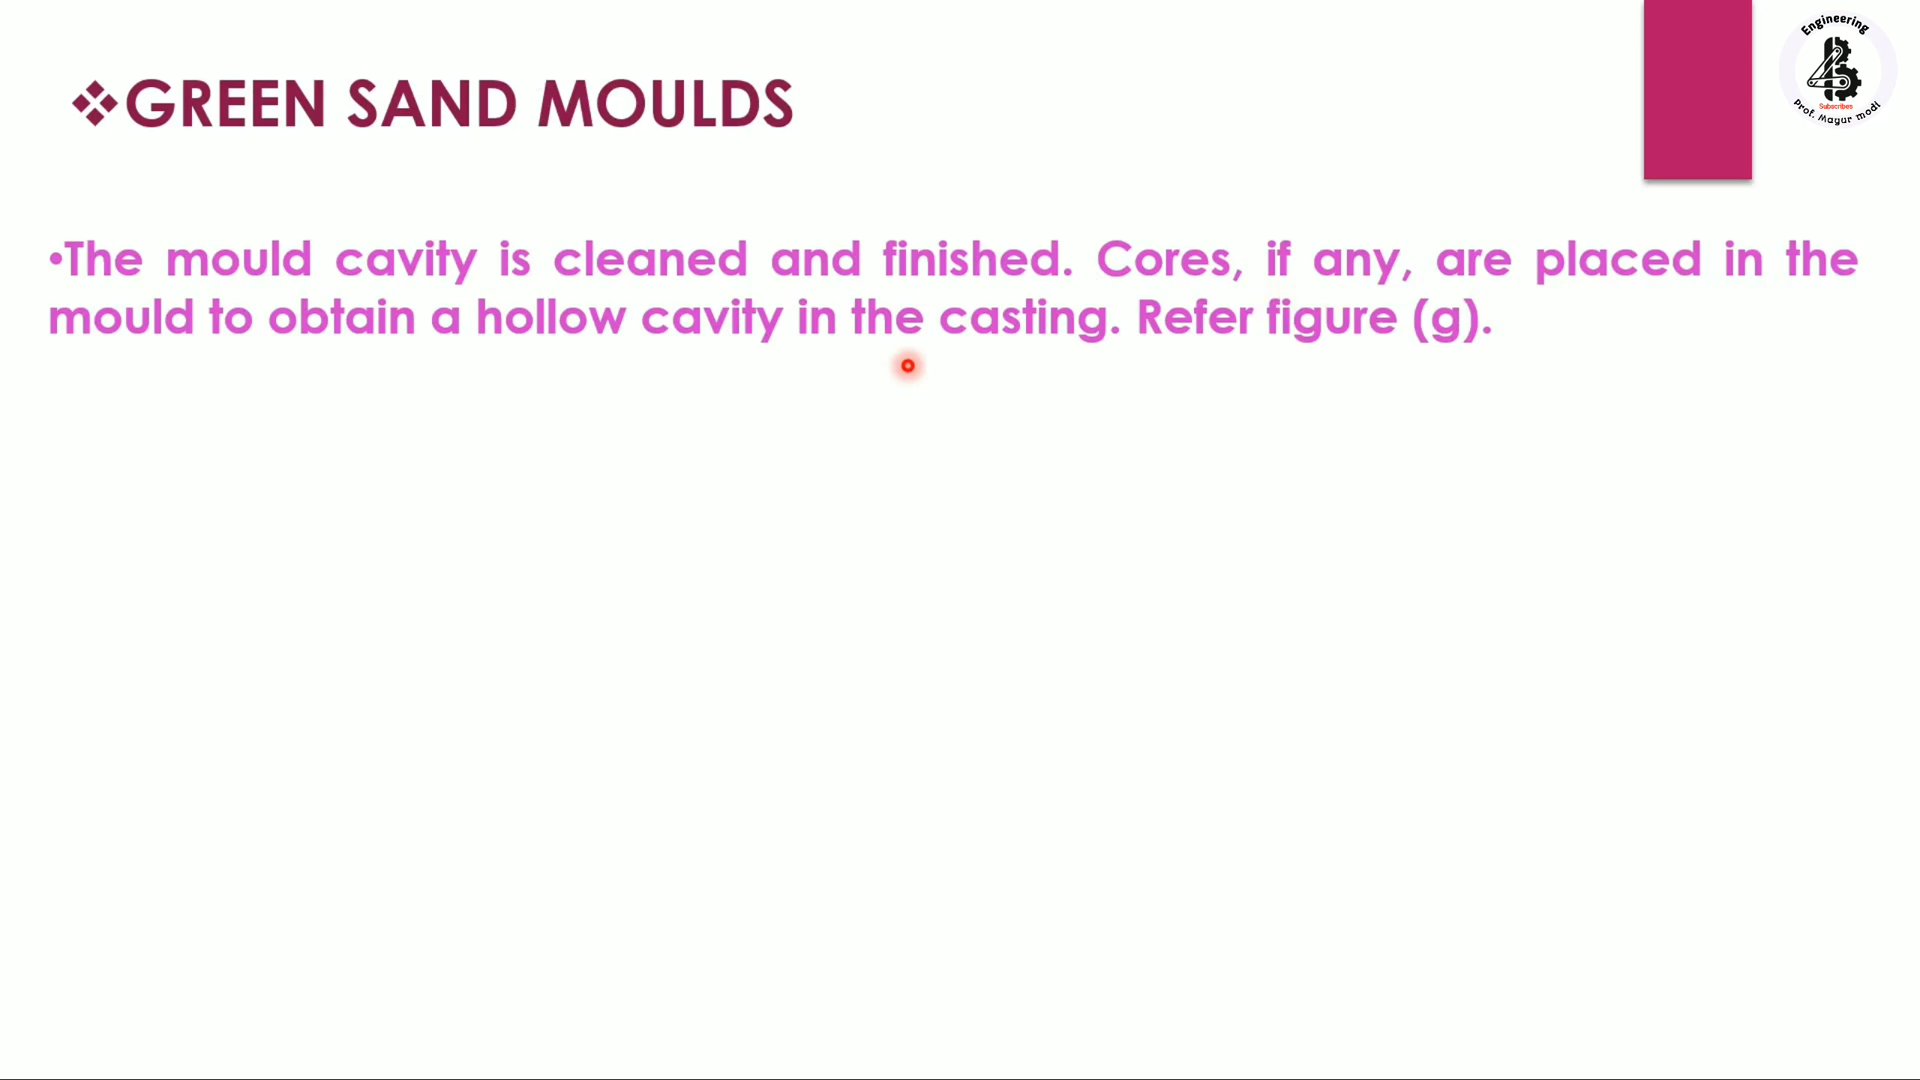 ❖GREEN SAND MOULDS
Engineering
Subscribes
Prof. Mayur modi
•The mould cavity is cleaned and finished. Cores, if any, are placed in the
mould to obtain a hollow cavity in the casting. Refer figure (g).